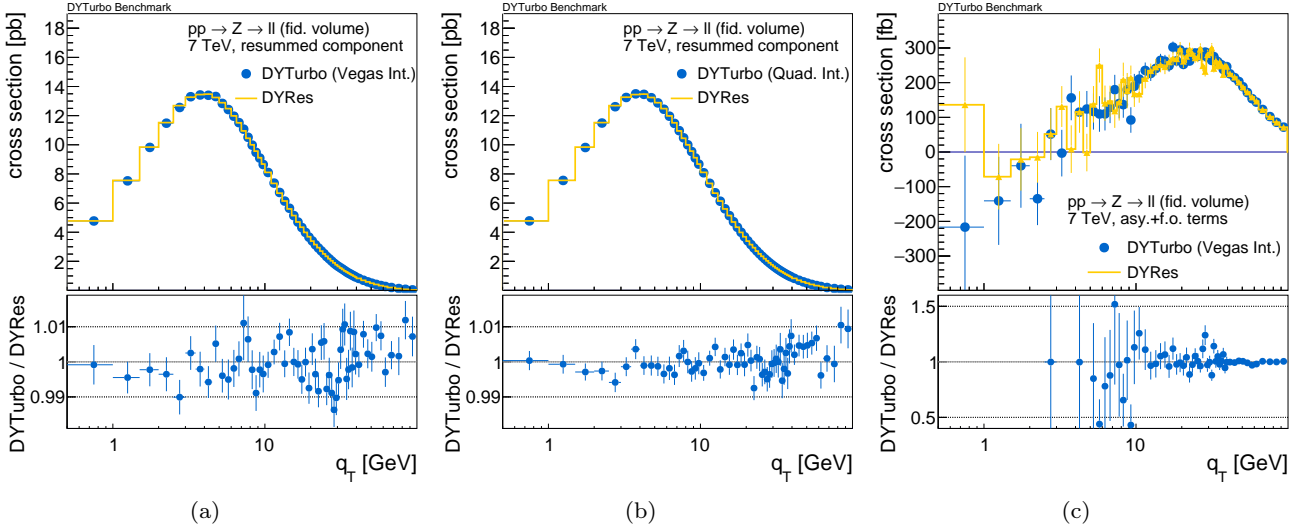 DYTurbo Benchmark
cross section [pb]
18
16
14
12
10
8
6
4
2
pp → Z → ll (fid. volume)
7 TeV, resummed component
DYTurbo (Vegas Int.)
DYRes
DYTurbo / DYRes
1.01
1
0.99
1
10
q_T [GeV]
(a)
DYTurbo Benchmark
cross section [pb]
18
16
14
12
10
8
6
4
2
pp → Z → ll (fid. volume)
7 TeV, resummed component
DYTurbo (Quad. Int.)
DYRes
DYTurbo / DYRes
1.01
1
0.99
1
10
q_T [GeV]
(b)
DYTurbo Benchmark
cross section [fb]
300
200
100
0
−100
−200
−300
pp → Z → ll (fid. volume)
7 TeV, asy.+f.o. terms
DYTurbo (Vegas Int.)
DYRes
DYTurbo / DYRes
1.5
1
0.5
1
10
q_T [GeV]
(c)